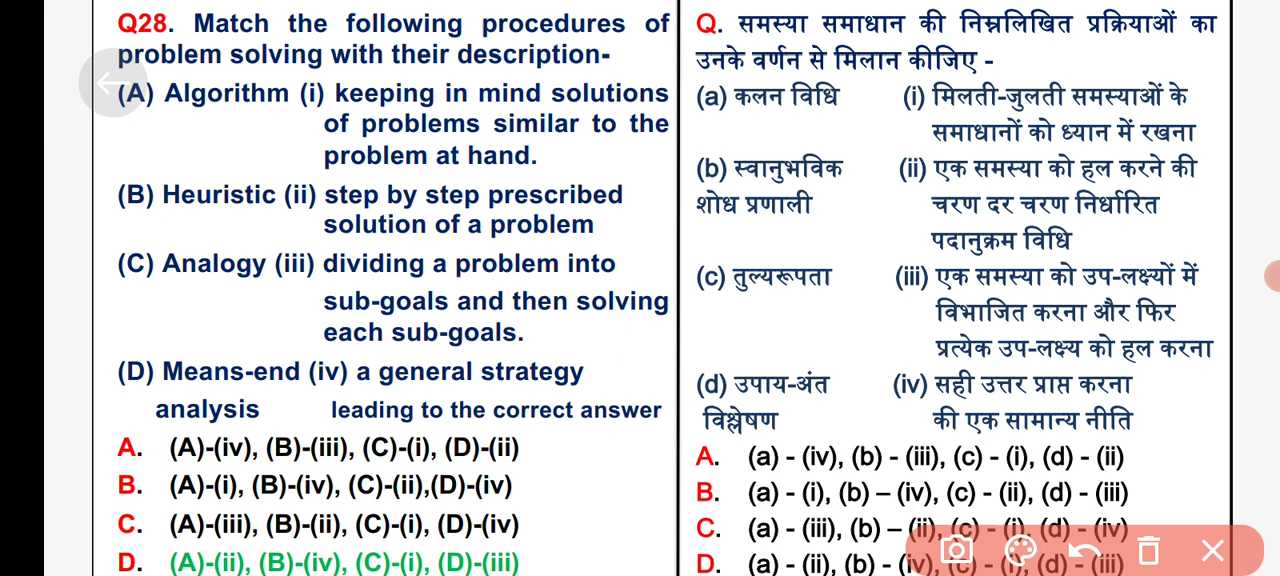 Q28. Match the following procedures of
problem solving with their description-
(A) Algorithm (i) keeping in mind solutions
of problems similar to the
problem at hand.
(B) Heuristic (ii) step by step prescribed
solution of a problem
(C) Analogy (iii) dividing a problem into
sub-goals and then solving
each sub-goals.
(D) Means-end (iv) a general strategy
analysis leading to the correct answer
A. (A)-(iv), (B)-(iii), (C)-(i), (D)-(ii)
B. (A)-(i), (B)-(iv), (C)-(ii),(D)-(iv)
C. (A)-(iii), (B)-(ii), (C)-(i), (D)-(iv)
D. (A)-(ii), (B)-(iv), (C)-(i), (D)-(iii)
Q. समस्या समाधान की निम्नलिखित प्रक्रियाओं का
उनके वर्णन से मिलान कीजिए -
(a) कलन विधि (i) मिलती-जुलती समस्याओं के
समाधानों को ध्यान में रखना
(b) स्वानुभविक (ii) एक समस्या को हल करने की
शोध प्रणाली चरण दर चरण निर्धारित
पदानुक्रम विधि
(c) तुल्यरूपता (iii) एक समस्या को उप-लक्ष्यों में
विभाजित करना और फिर
प्रत्येक उप-लक्ष्य को हल करना
(d) उपाय-अंत (iv) सही उत्तर प्राप्त करना
विश्लेषण की एक सामान्य नीति
A. (a) - (iv), (b) - (iii), (c) - (i), (d) - (ii)
B. (a) - (i), (b) – (iv), (c) - (ii), (d) - (iii)
C. (a) - (iii), (b) – (ii), (c) - (i), (d) - (iv)
D. (a) - (ii), (b) - (iv), (c) - (i), (d) - (iii)